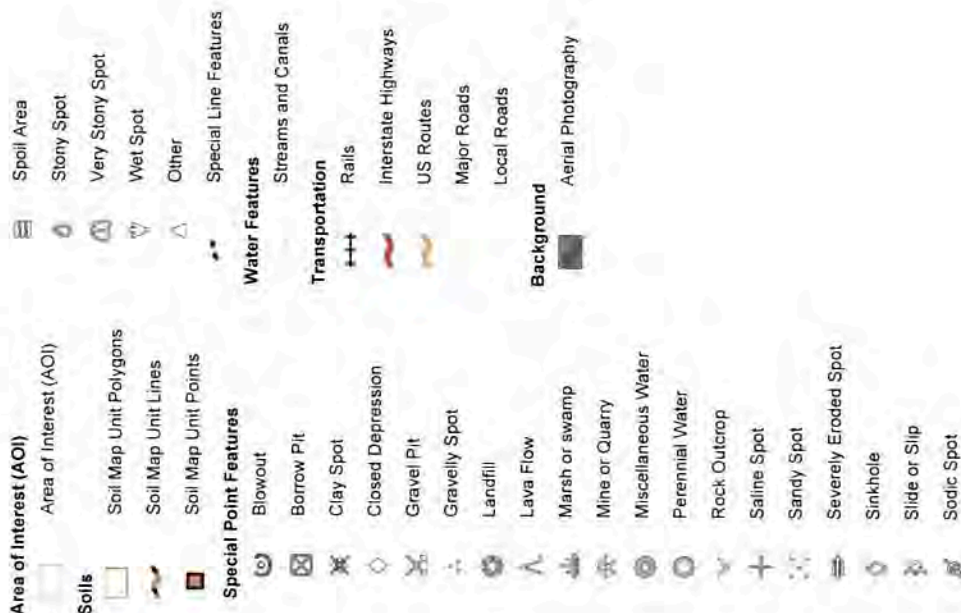 Area of Interest (AOI)
Area of Interest (AOI)
Soils
Soil Map Unit Polygons
Soil Map Unit Lines
Soil Map Unit Points
Special Point Features
Blowout
Borrow Pit
Clay Spot
Closed Depression
Gravel Pit
Gravelly Spot
Landfill
Lava Flow
Marsh or swamp
Mine or Quarry
Miscellaneous Water
Perennial Water
Rock Outcrop
Saline Spot
Sandy Spot
Severely Eroded Spot
Sinkhole
Slide or Slip
Sodic Spot
Spoil Area
Stony Spot
Very Stony Spot
Wet Spot
Other
Special Line Features
Water Features
Streams and Canals
Transportation
Rails
Interstate Highways
US Routes
Major Roads
Local Roads
Background
Aerial Photography